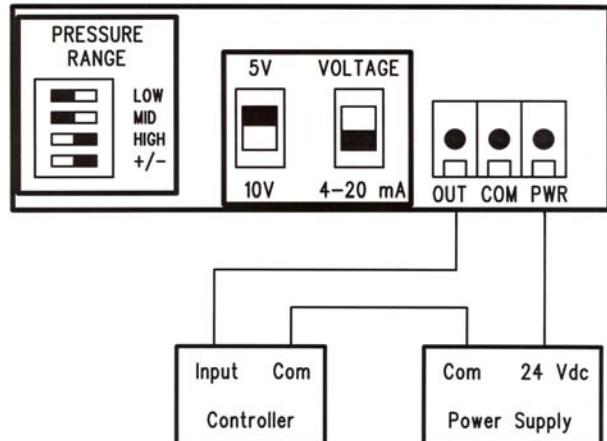 PRESSURE
RANGE
LOW
MID
HIGH
+/-
5V VOLTAGE
10V 4-20 mA
OUT COM PWR
Input Com
Controller
Com 24 Vdc
Power Supply